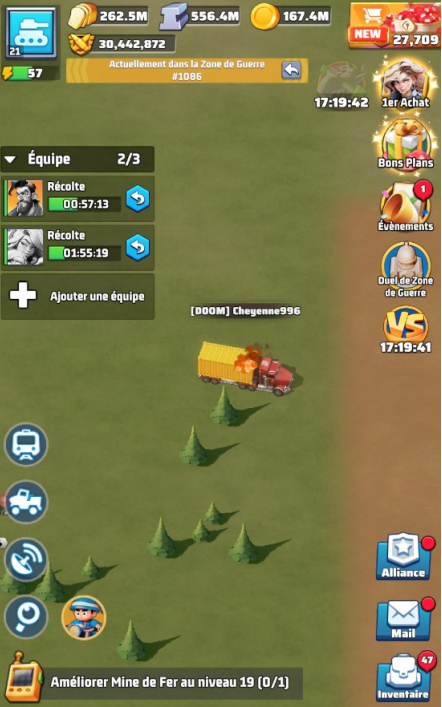 262.5M
556.4M
167.4M
NEW
27,709
21
30,442,872
57
Actuellement dans la Zone de Guerre
#1086
17:19:42
1er Achat
Bons Plans
Équipe 2/3
Récolte
00:57:13
Récolte
01:55:19
Ajouter une équipe
1
Évènements
Duel de Zone
de Guerre
VS
17:19:41
[DOOM] Cheyenne996
Alliance
Mail
47
Inventaire
Améliorer Mine de Fer au niveau 19 (0/1)